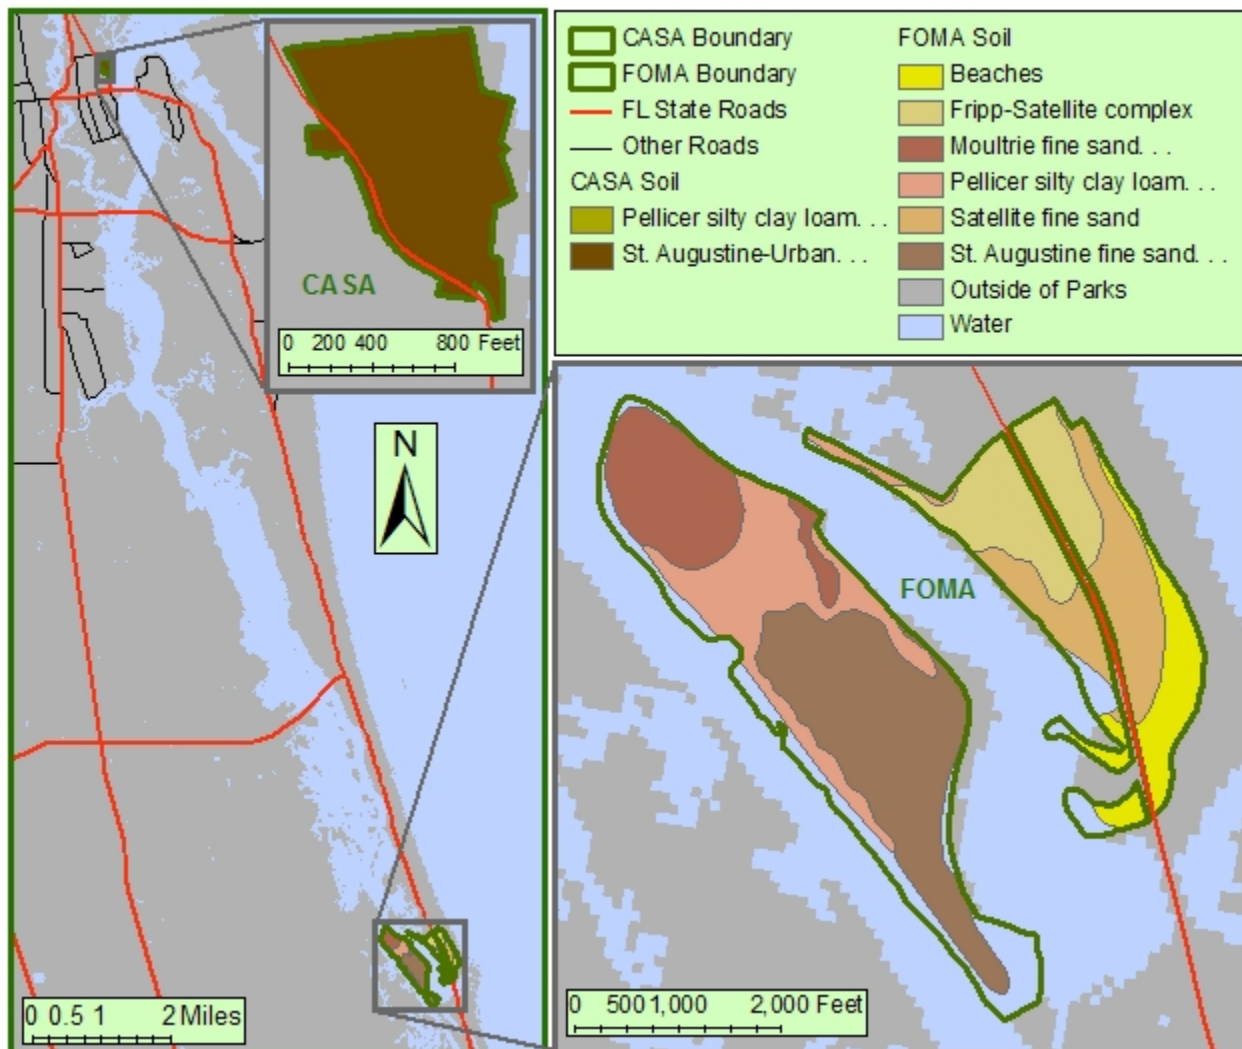 CASA Boundary
FOMA Boundary
FL State Roads
Other Roads
CASA Soil
Pellicer silty clay loam. . .
St. Augustine-Urban. . .
FOMA Soil
Beaches
Fripp-Satellite complex
Moultrie fine sand. . .
Pellicer silty clay loam. . .
Satellite fine sand
St. Augustine fine sand. . .
Outside of Parks
Water
CASA
0 200 400 800 Feet
N
FOMA
0 0.5 1 2 Miles
0 500 1,000 2,000 Feet